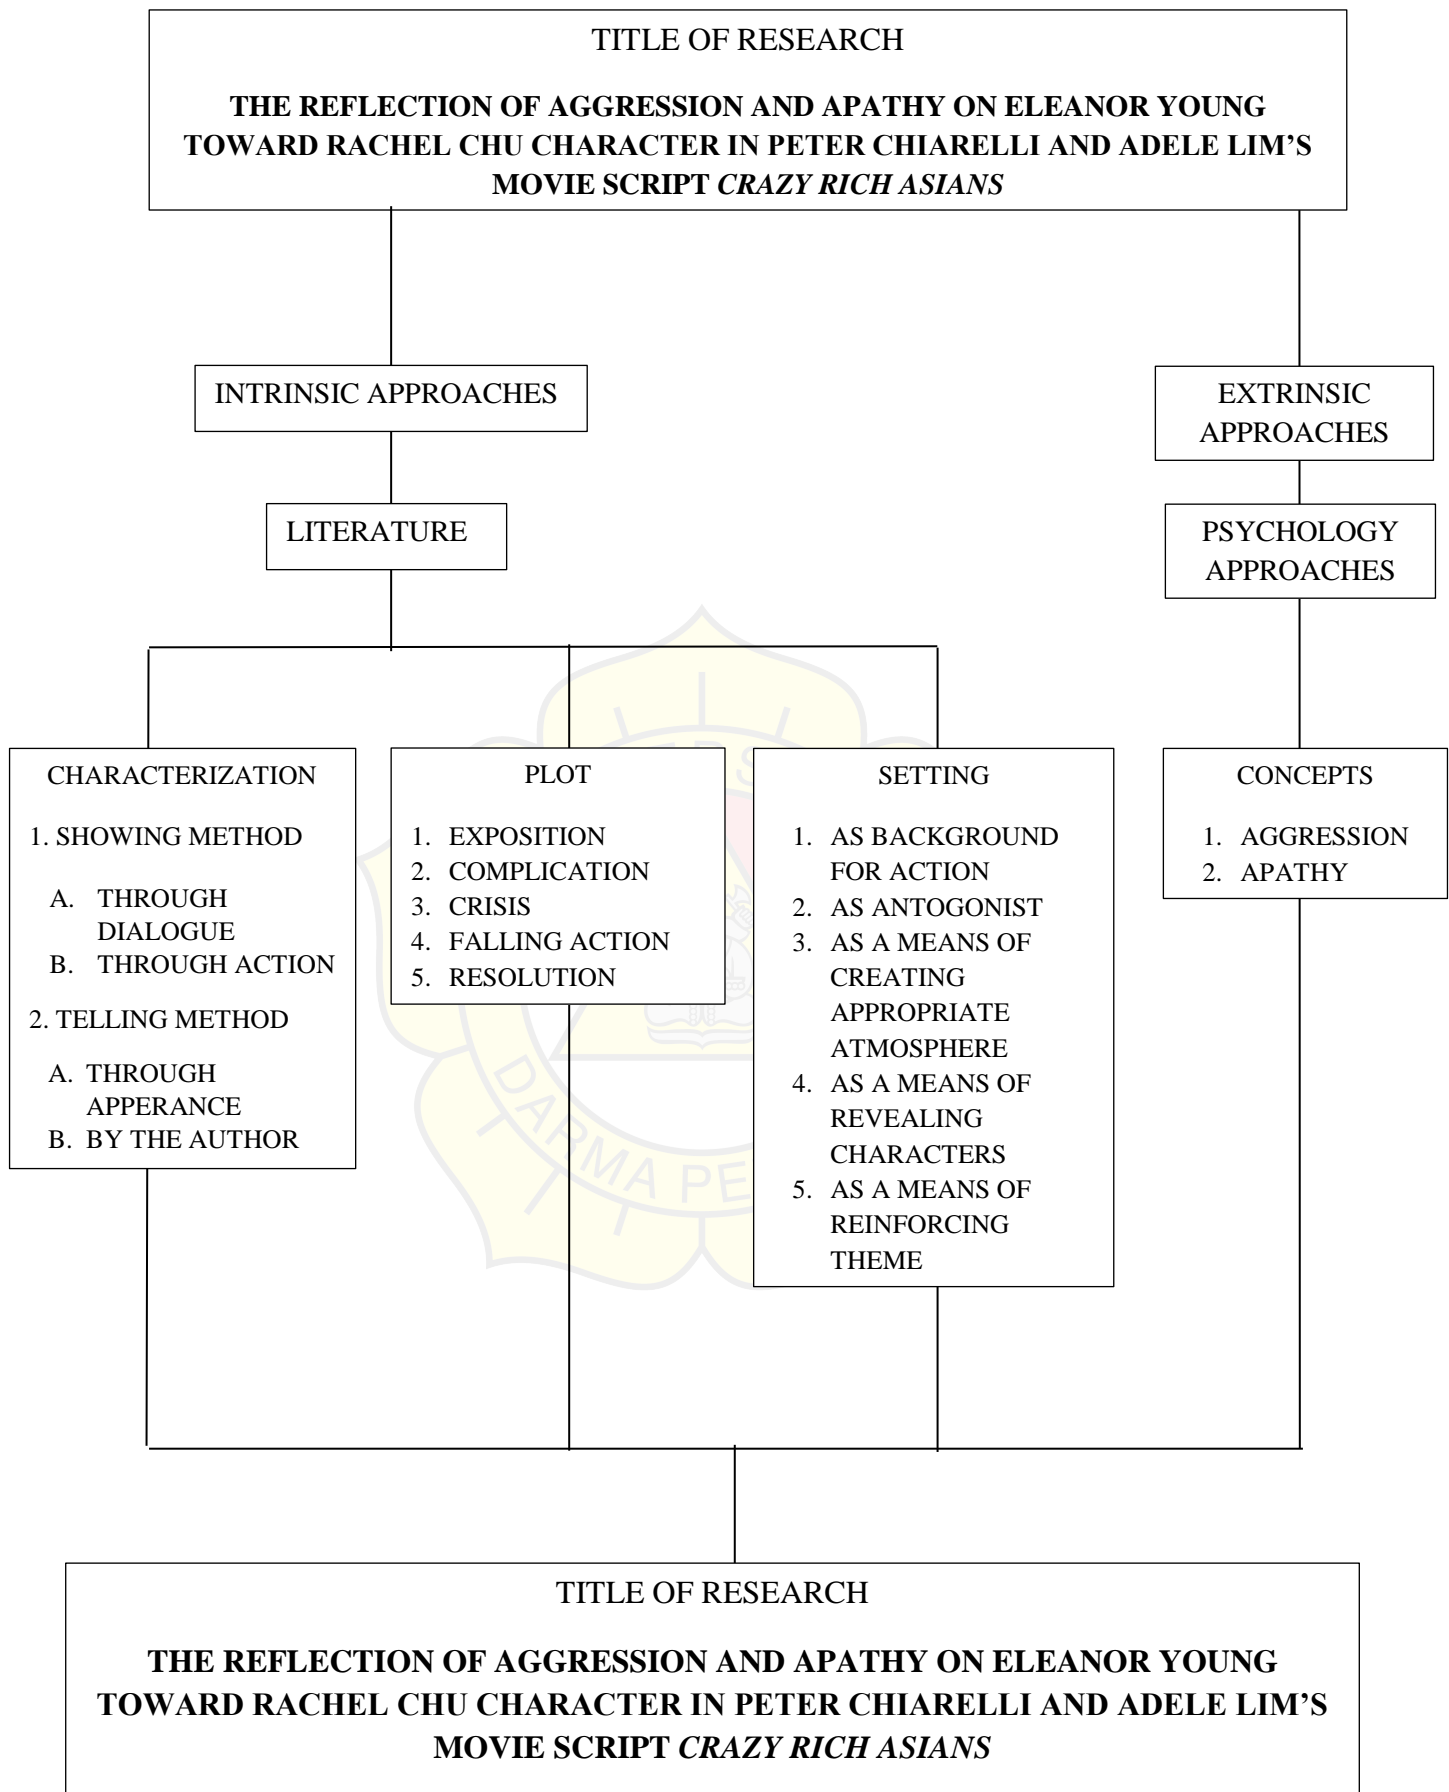 TITLE OF RESEARCH
THE REFLECTION OF AGGRESSION AND APATHY ON ELEANOR YOUNG
TOWARD RACHEL CHU CHARACTER IN PETER CHIARELLI AND ADELE LIM'S
MOVIE SCRIPT CRAZY RICH ASIANS
INTRINSIC APPROACHES
EXTRINSIC
APPROACHES
LITERATURE
PSYCHOLOGY
APPROACHES
CHARACTERIZATION
1. SHOWING METHOD
A. THROUGH
DIALOGUE
B. THROUGH ACTION
2. TELLING METHOD
A. THROUGH
APPERANCE
B. BY THE AUTHOR
PLOT
1. EXPOSITION
2. COMPLICATION
3. CRISIS
4. FALLING ACTION
5. RESOLUTION
SETTING
1. AS BACKGROUND
FOR ACTION
2. AS ANTOGONIST
3. AS A MEANS OF
CREATING
APPROPRIATE
ATMOSPHERE
4. AS A MEANS OF
REVEALING
CHARACTERS
5. AS A MEANS OF
REINFORCING
THEME
CONCEPTS
1. AGGRESSION
2. APATHY
DARMA PE
TITLE OF RESEARCH
THE REFLECTION OF AGGRESSION AND APATHY ON ELEANOR YOUNG
TOWARD RACHEL CHU CHARACTER IN PETER CHIARELLI AND ADELE LIM'S
MOVIE SCRIPT CRAZY RICH ASIANS